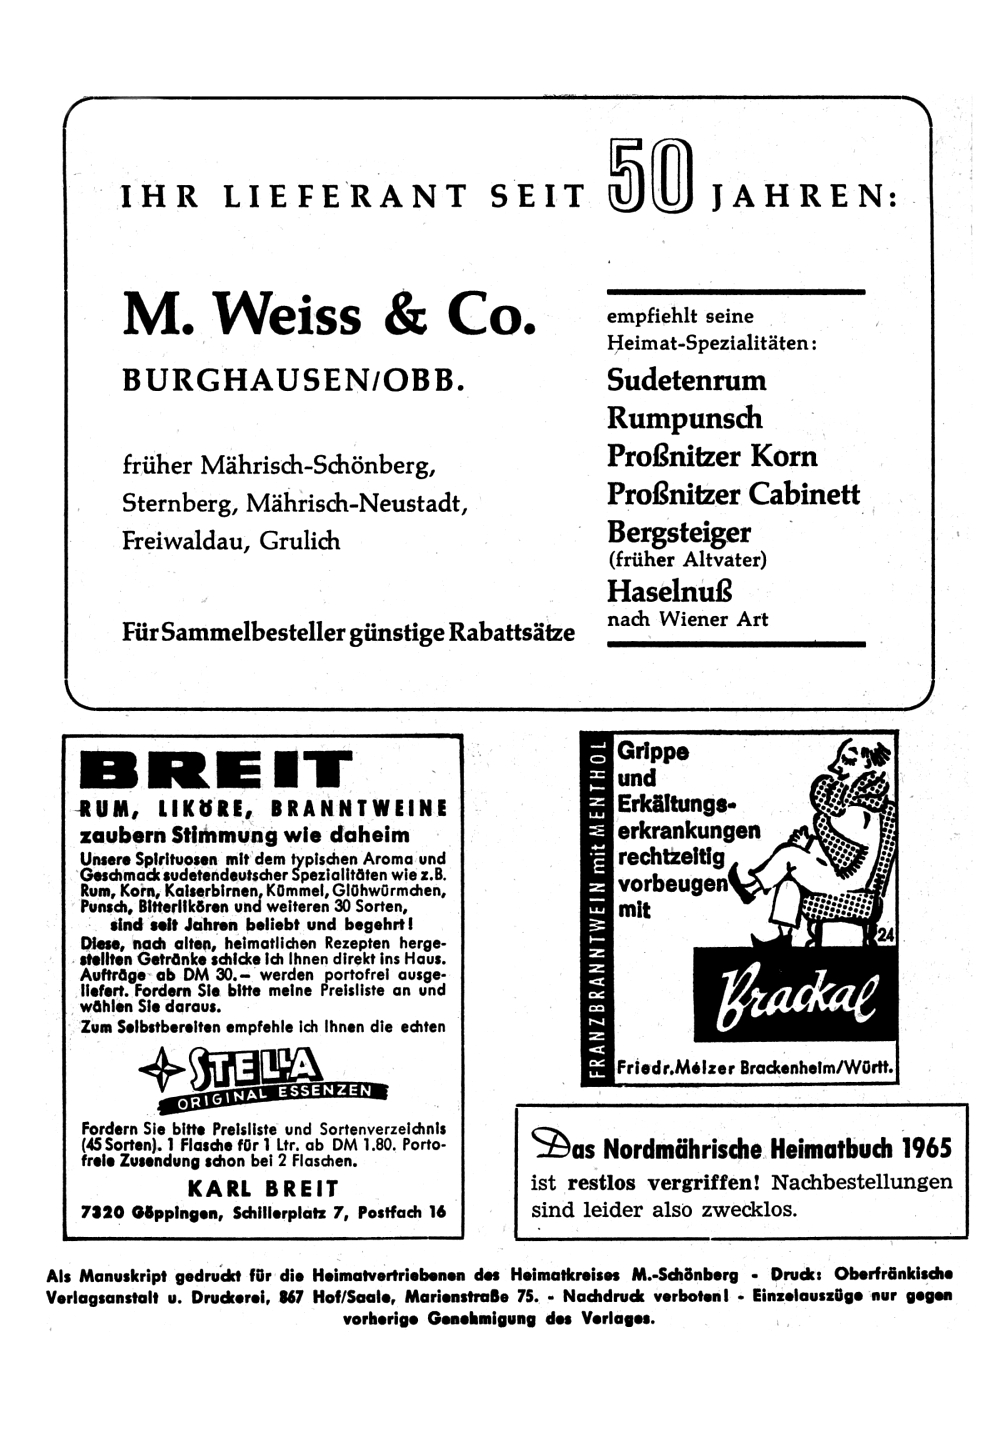 IHR LIEFERANT SEIT 50 JAHREN:
M. Weiss & Co.
BURGHAUSEN/OBB.
früher Mährisch-Schönberg,
Sternberg, Mährisch-Neustadt,
Freiwaldau, Grulich
Für Sammelbesteller günstige Rabattsätze
empfiehlt seine
Heimat-Spezialitäten:
Sudetenrum
Rumpunsch
Proßnitzer Korn
Proßnitzer Cabinett
Bergsteiger
(früher Altvater)
Haselnuß
nach Wiener Art
BREIT
RUM, LIKÖRE, BRANNTWEINE
zaubern Stimmung wie daheim
Unsere Spirituosen mit dem typischen Aroma und
Geschmack sudetendeutscher Spezialitäten wie z.B.
Rum, Korn, Kaiserbirnen, Kümmel, Glühwürmchen,
Punsch, Bitterlikören und weiteren 30 Sorten,
sind seit Jahren beliebt und begehrt!
Diese, nach alten, heimatlichen Rezepten herge-
stellten Getränke schicke ich Ihnen direkt ins Haus.
Aufträge ab DM 30.— werden portofrei ausge-
liefert. Fordern Sie bitte meine Preisliste an und
wählen Sie daraus.
Zum Selbstbereiten empfehle ich Ihnen die echten
STELLA
ORIGINAL ESSENZEN
Fordern Sie bitte Preisliste und Sortenverzeichnis
(45 Sorten). 1 Flasche für 1 Ltr. ab DM 1.80. Porto-
freie Zusendung schon bei 2 Flaschen.
KARL BREIT
7320 Göppingen, Schillerplatz 7, Postfach 16
FRANZBRANNTWEIN mit MENTHOL
Grippe
und
Erkältungs-
erkrankungen
rechtzeitig
vorbeugen
mit
24
Brackal
Friedr. Melzer Brackenheim/Württ.
Das Nordmährische Heimatbuch 1965
ist restlos vergriffen! Nachbestellungen
sind leider also zwecklos.
Als Manuskript gedruckt für die Heimatvertriebenen des Heimatkreises M.-Schönberg - Druck: Oberfränkische
Verlagsanstalt u. Druckerei, 867 Hof/Saale, Marienstraße 75. - Nachdruck verboten! - Einzelauszüge nur gegen
vorherige Genehmigung des Verlages.